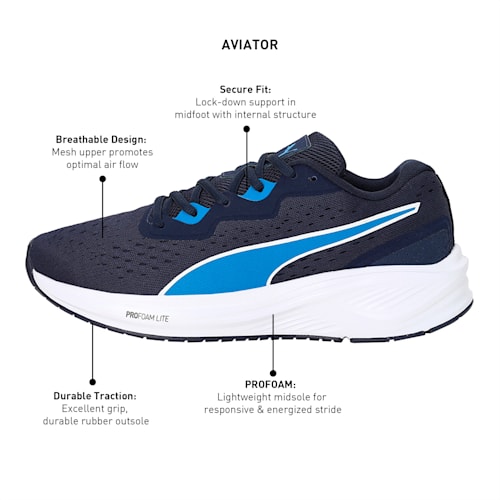 AVIATOR
Secure Fit:
Lock-down support in
midfoot with internal structure
Breathable Design:
Mesh upper promotes
optimal air flow
PROFOAM LITE
Durable Traction:
Excellent grip,
durable rubber outsole
PROFOAM:
Lightweight midsole for
responsive & energized stride